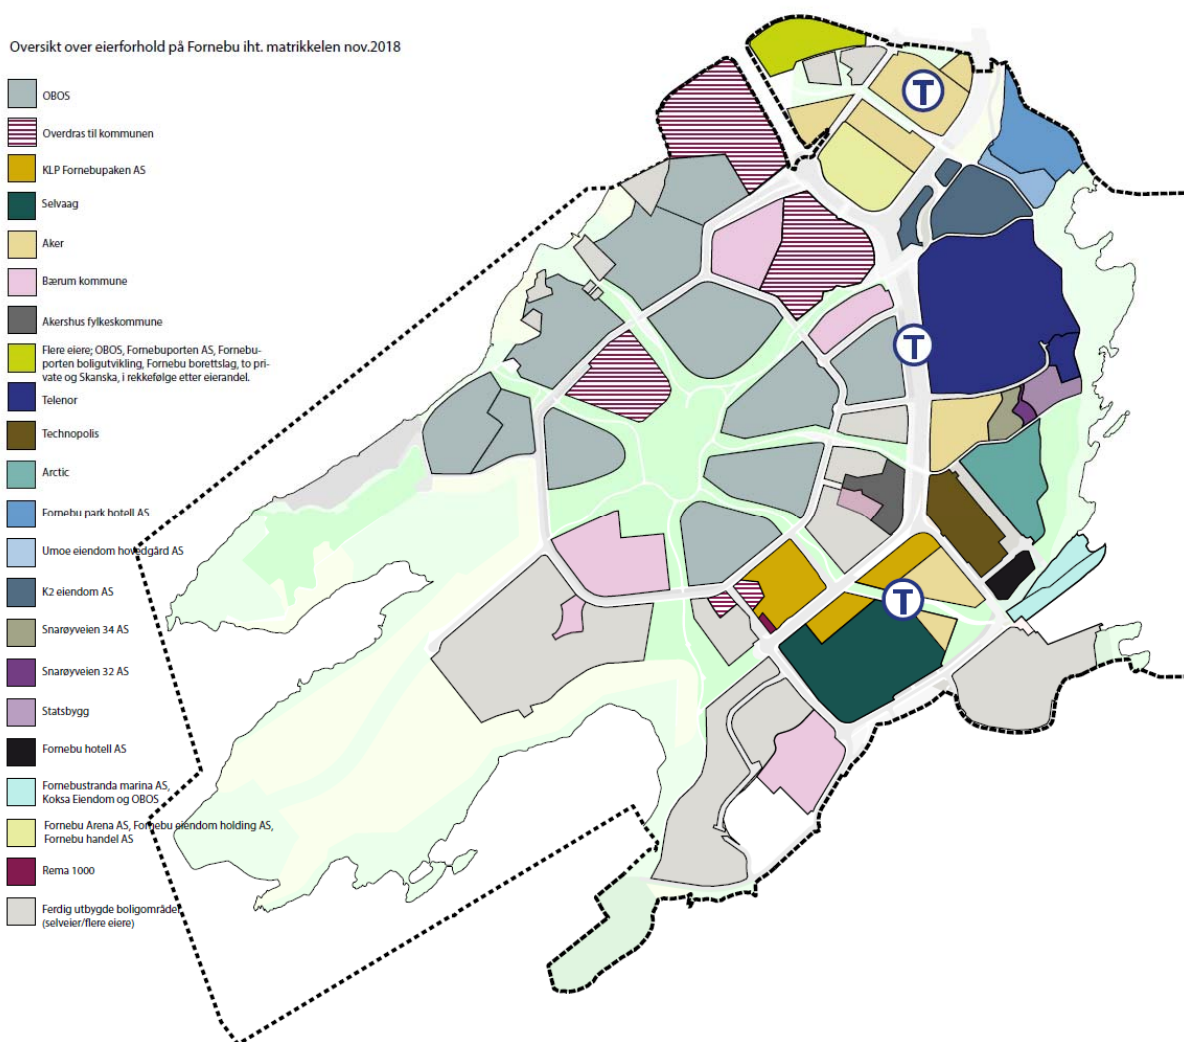 Oversikt over eierforhold på Fornebu iht. matrikkelen nov.2018
OBOS
Overdras til kommunen
KLP Fornebupaken AS
Selvaag
Aker
Bærum kommune
Akershus fylkeskommune
Flere eiere; OBOS, Fornebuporten AS, Fornebu-
porten boligutvikling, Fornebu borettslag, to pri-
vate og Skanska, i rekkefølge etter eierandel.
Telenor
Technopolis
Arctic
Fornebu park hotell AS
Umoe eiendom hovedgård AS
K2 eiendom AS
Snarøyveien 34 AS
Snarøyveien 32 AS
Statsbygg
Fornebu hotell AS
Fornebustranda marina AS,
Koksa Eiendom og OBOS
Fornebu Arena AS, Fornebu eiendom holding AS,
Fornebu handel AS
Rema 1000
Ferdig utbygde boligområder
(selveier/flere eiere)
T
T
T